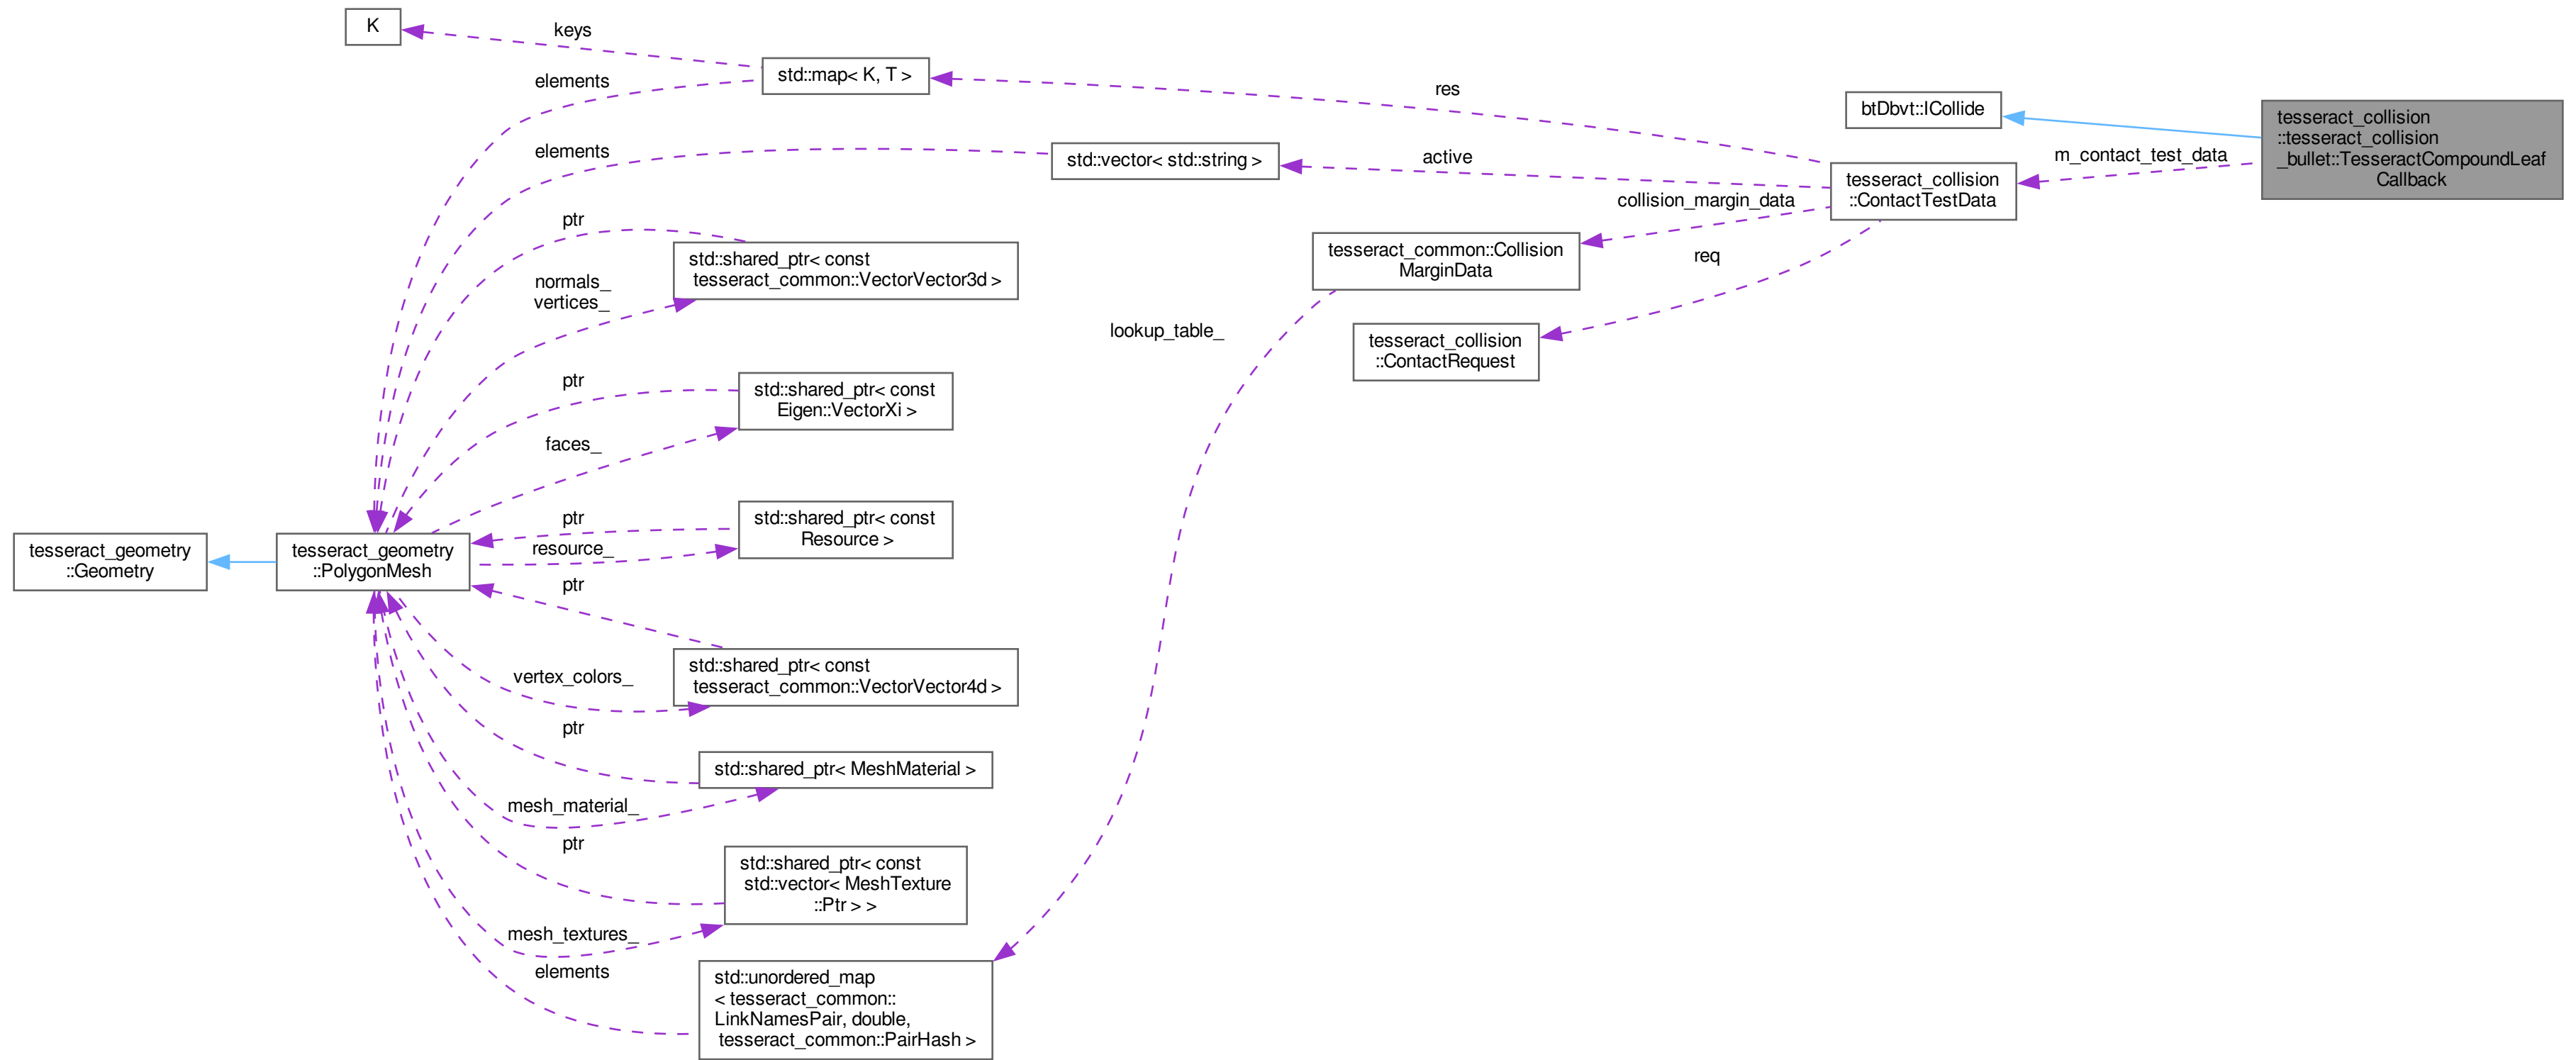 K
keys
std::map< K, T >
elements
res
btDbvt::ICollide
tesseract_collision
::tesseract_collision
_bullet::TesseractCompoundLeaf
Callback
m_contact_test_data
elements
std::vector< std::string >
active
tesseract_collision
::ContactTestData
collision_margin_data
ptr
std::shared_ptr< const
tesseract_common::VectorVector3d >
normals_
vertices_
tesseract_common::Collision
MarginData
req
lookup_table_
tesseract_collision
::ContactRequest
ptr
std::shared_ptr< const
Eigen::VectorXi >
faces_
ptr
std::shared_ptr< const
Resource >
resource_
tesseract_geometry
::Geometry
tesseract_geometry
::PolygonMesh
ptr
std::shared_ptr< const
tesseract_common::VectorVector4d >
vertex_colors_
ptr
std::shared_ptr< MeshMaterial >
mesh_material_
ptr
std::shared_ptr< const
std::vector< MeshTexture
::Ptr > >
mesh_textures_
elements
std::unordered_map
< tesseract_common::
LinkNamesPair, double,
tesseract_common::PairHash >